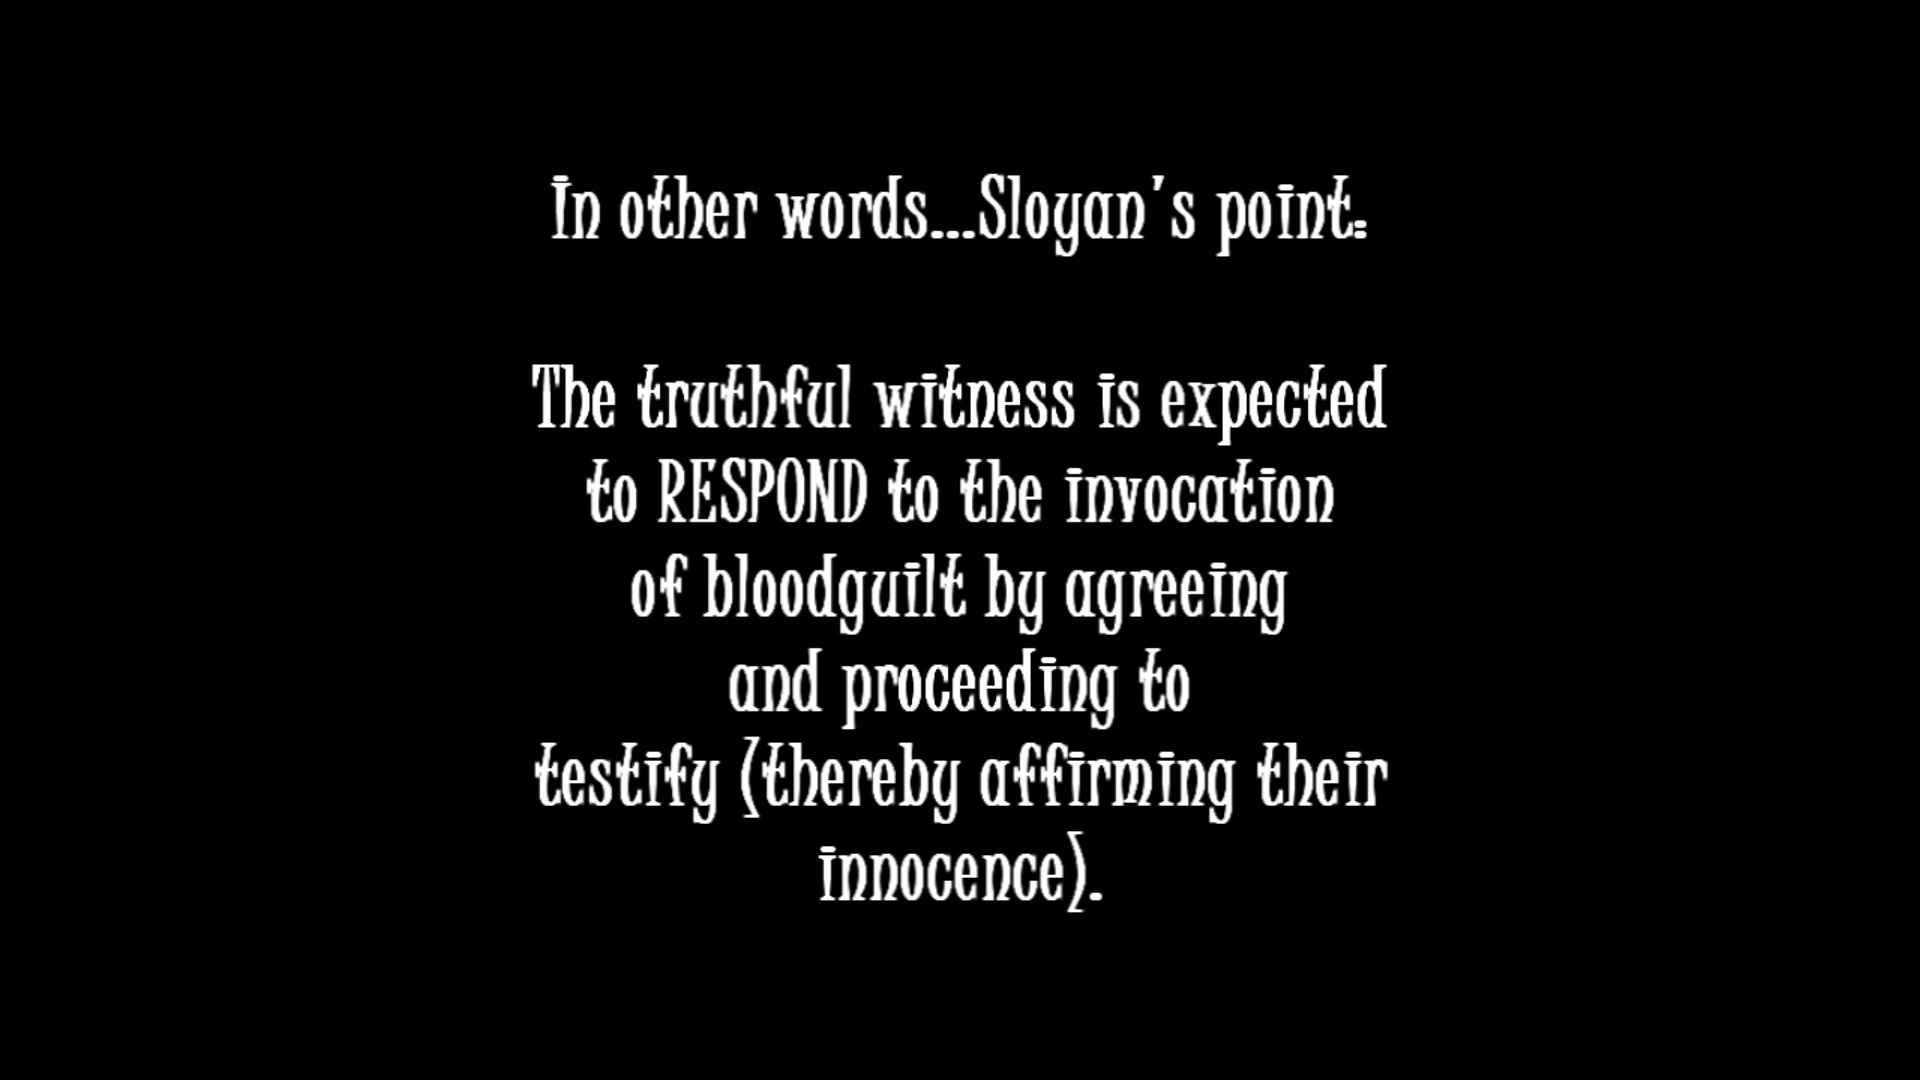 In other words...Sloyan's point:
The truthful witness is expected
to RESPOND to the invocation
of bloodguilt by agreeing
and proceeding to
testify (thereby affirming their
innocence).